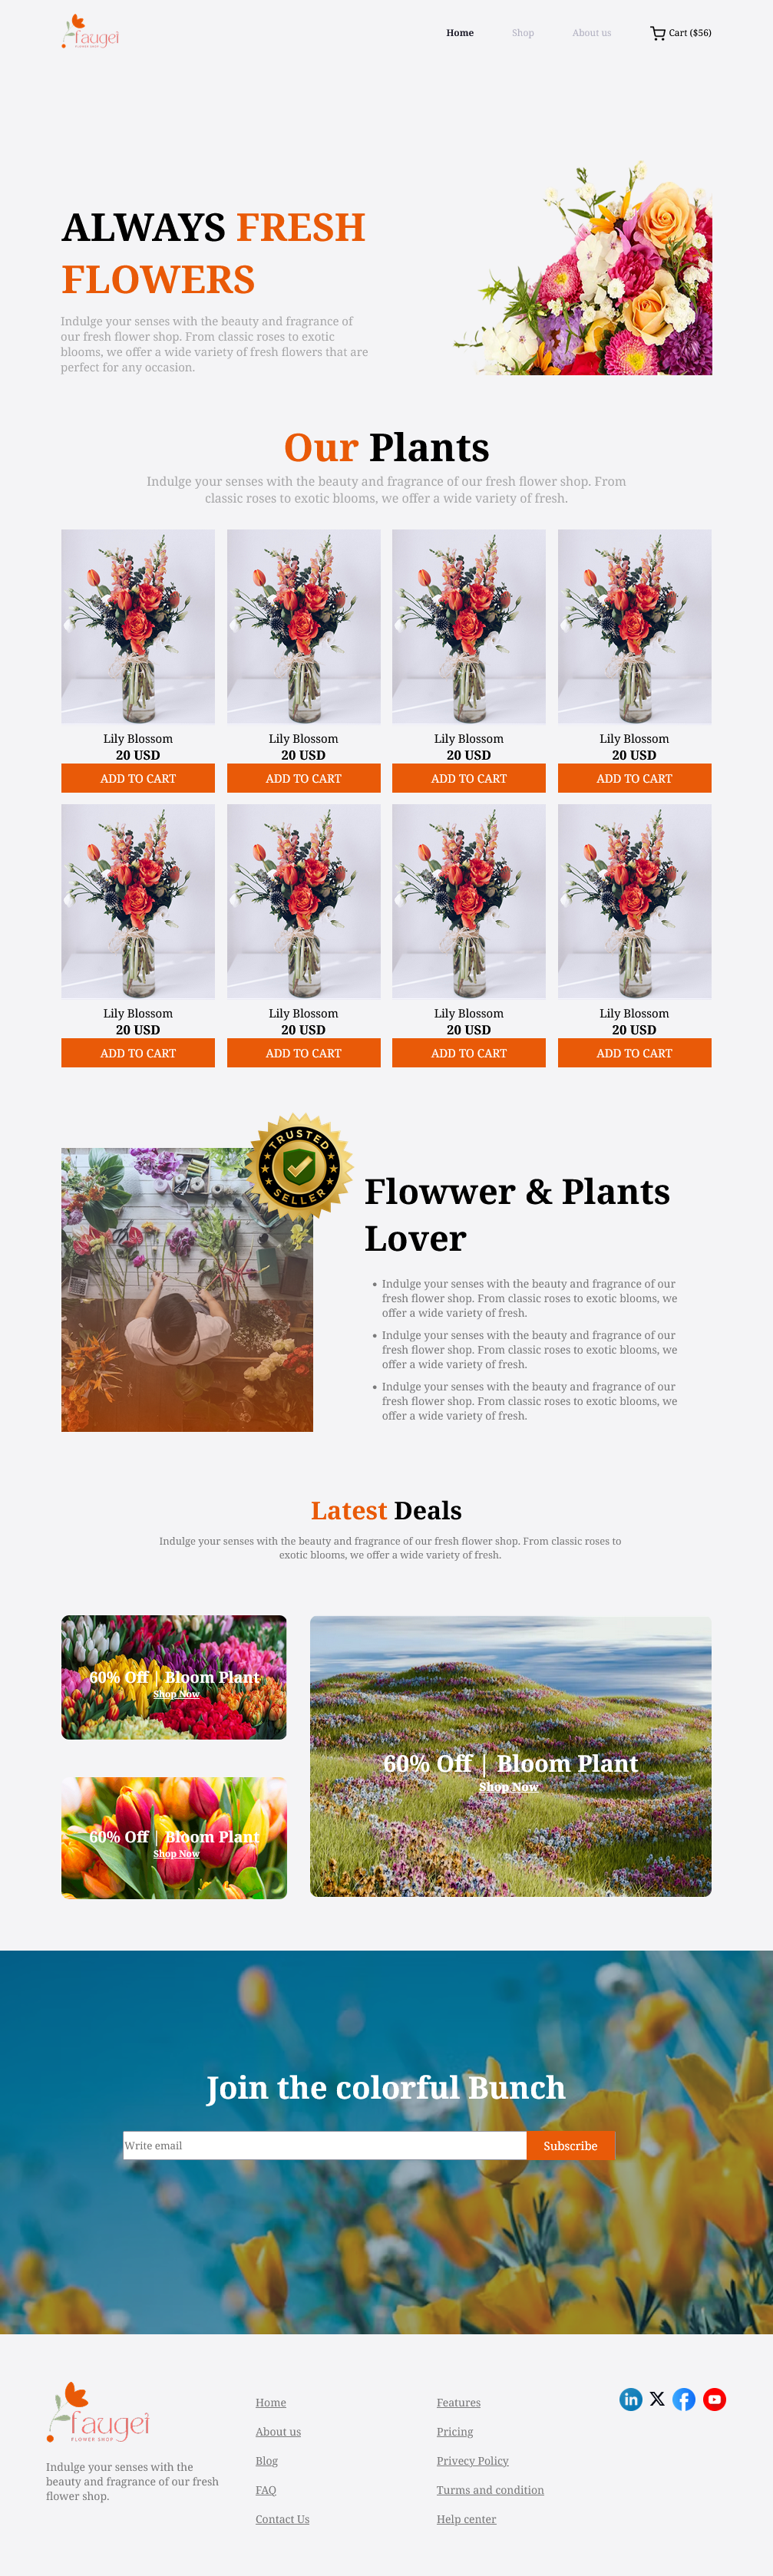 fauget
FLOWER SHOP
Home Shop About us Cart ($56)
ALWAYS FRESH
FLOWERS
Indulge your senses with the beauty and fragrance of
our fresh flower shop. From classic roses to exotic
blooms, we offer a wide variety of fresh flowers that are
perfect for any occasion.
Our Plants
Indulge your senses with the beauty and fragrance of our fresh flower shop. From
classic roses to exotic blooms, we offer a wide variety of fresh.
Lily Blossom Lily Blossom Lily Blossom Lily Blossom
20 USD 20 USD 20 USD 20 USD
ADD TO CART ADD TO CART ADD TO CART ADD TO CART
Lily Blossom Lily Blossom Lily Blossom Lily Blossom
20 USD 20 USD 20 USD 20 USD
ADD TO CART ADD TO CART ADD TO CART ADD TO CART
TRUSTED
SELLER
Flowwer & Plants
Lover
• Indulge your senses with the beauty and fragrance of our
fresh flower shop. From classic roses to exotic blooms, we
offer a wide variety of fresh.
• Indulge your senses with the beauty and fragrance of our
fresh flower shop. From classic roses to exotic blooms, we
offer a wide variety of fresh.
• Indulge your senses with the beauty and fragrance of our
fresh flower shop. From classic roses to exotic blooms, we
offer a wide variety of fresh.
Latest Deals
Indulge your senses with the beauty and fragrance of our fresh flower shop. From classic roses to
exotic blooms, we offer a wide variety of fresh.
60% Off | Bloom Plant
Shop Now
60% Off | Bloom Plant
Shop Now
60% Off | Bloom Plant
Shop Now
Join the colorful Bunch
Write email Subscribe
fauget
FLOWER SHOP
Indulge your senses with the
beauty and fragrance of our fresh
flower shop.
Home
About us
Blog
FAQ
Contact Us
Features
Pricing
Privecy Policy
Turms and condition
Help center
in X f